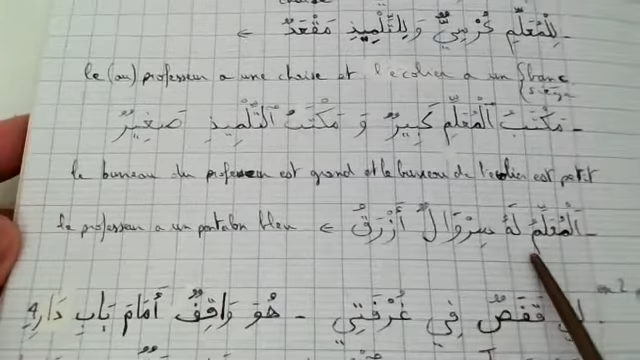 - لِلْمُعَلِّمِ كُرْسِيٌّ وَلِلتِّلْمِيذِ مَقْعَدٌ ←
le (au) professeur a une chaise et l'écolier a un banc
- مَكْتَبُ الْمُعَلِّمِ كَبِيرٌ وَ مَكْتَبُ التِّلْمِيذِ صَغِيرٌ
le bureau du professeur est grand et le bureau de l'écolier est petit
- اَلْمُعَلِّمُ لَهُ سِرْوَالٌ أَزْرَقُ ← le professeur a un pantalon bleu
قَفَصٌ فِي غُرْفَتِي - هُوَ وَاقِفٌ أَمَامَ بَابِ دَارِهِ